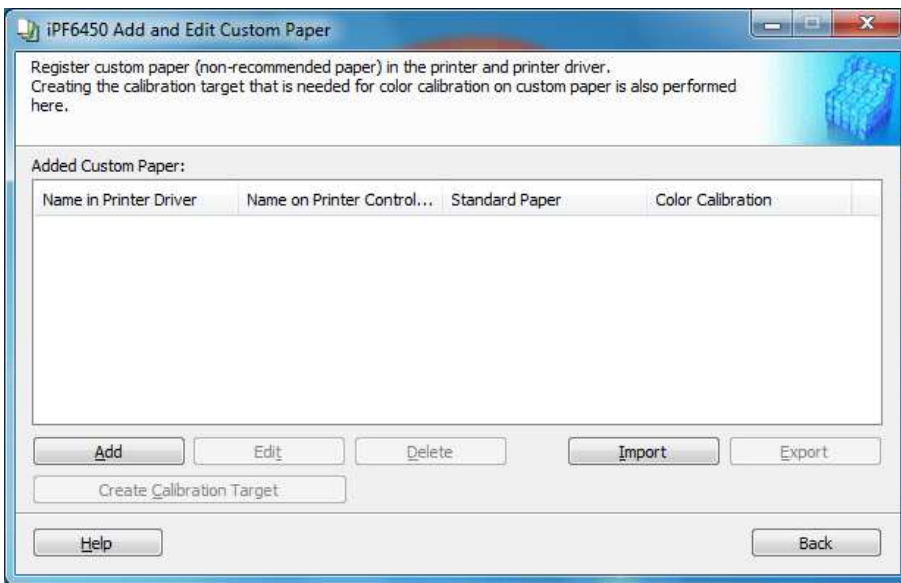 iPF6450 Add and Edit Custom Paper
Register custom paper (non-recommended paper) in the printer and printer driver.
Creating the calibration target that is needed for color calibration on custom paper is also performed
here.
Added Custom Paper:
Name in Printer Driver Name on Printer Control... Standard Paper Color Calibration
Add Edit Delete Import Export
Create Calibration Target
Help Back